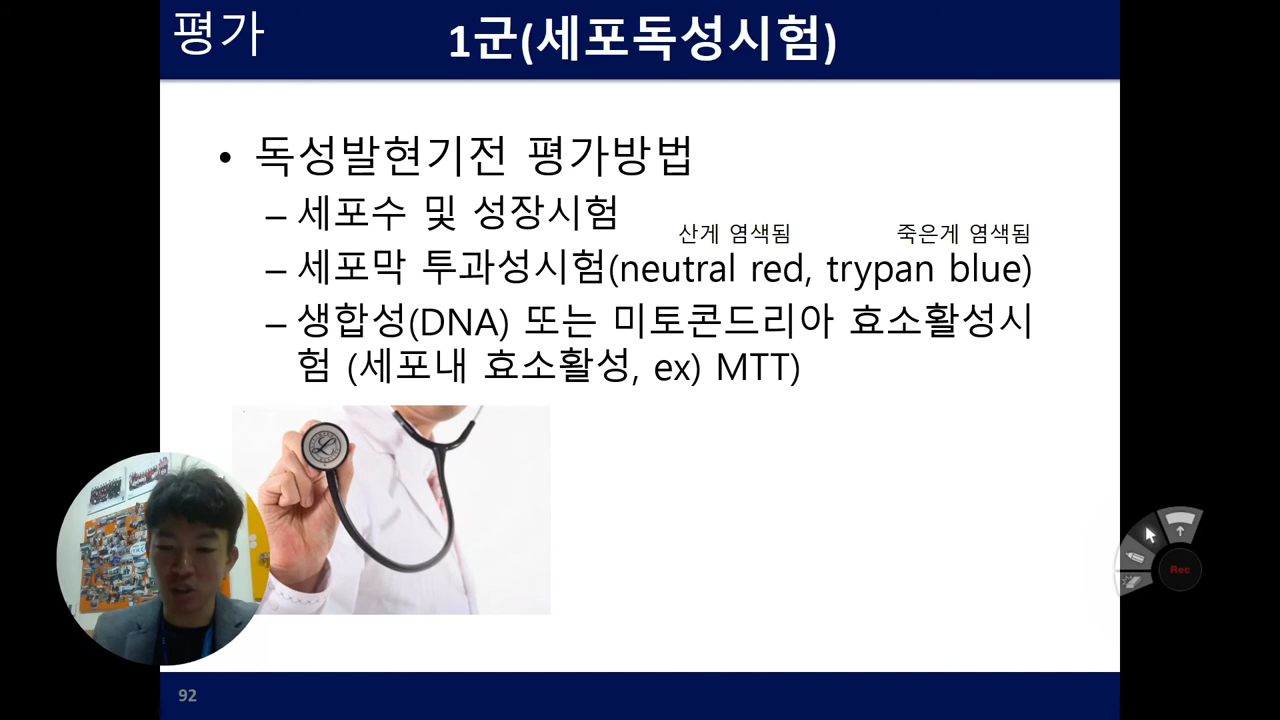 평가
1군(세포독성시험)
• 독성발현기전 평가방법
– 세포수 및 성장시험
산게 염색됨 죽은게 염색됨
– 세포막 투과성시험(neutral red, trypan blue)
– 생합성(DNA) 또는 미토콘드리아 효소활성시
험 (세포내 효소활성, ex) MTT)
Rec
92